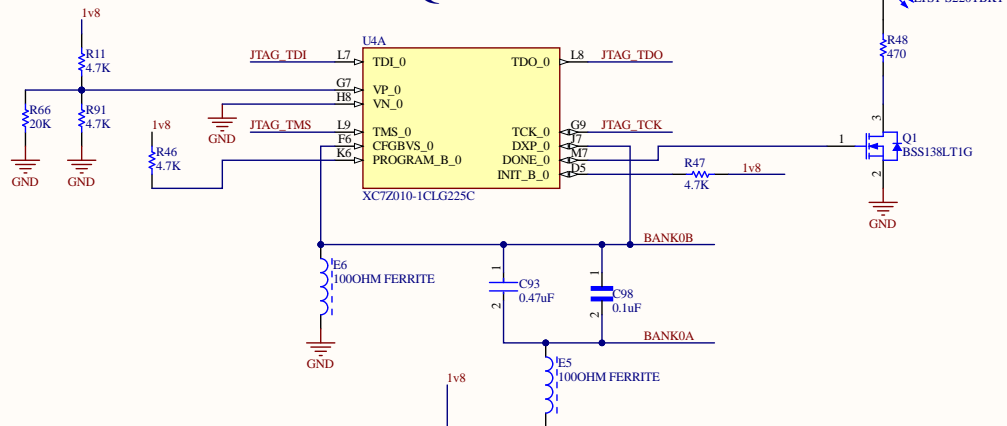 1v8
R11
4.7K
R66
20K
R91
4.7K
GND
GND
1v8
R46
4.7K
GND
JTAG_TDI
JTAG_TMS
L7
G7
H8
L9
F6
K6
U4A
TDI_0
VP_0
VN_0
TMS_0
CFGBVS_0
PROGRAM_B_0
TDO_0
TCK_0
DXP_0
DONE_0
INIT_B_0
XC7Z010-1CLG225C
L8
G9
J7
M7
D5
JTAG_TDO
JTAG_TCK
R47
4.7K
1v8
R48
470
3
1
2
Q1
BSS138LT1G
GND
BANK0B
E6
100OHM FERRITE
GND
1
2
C93
0.47uF
1
2
C98
0.1uF
BANK0A
E5
100OHM FERRITE
1v8